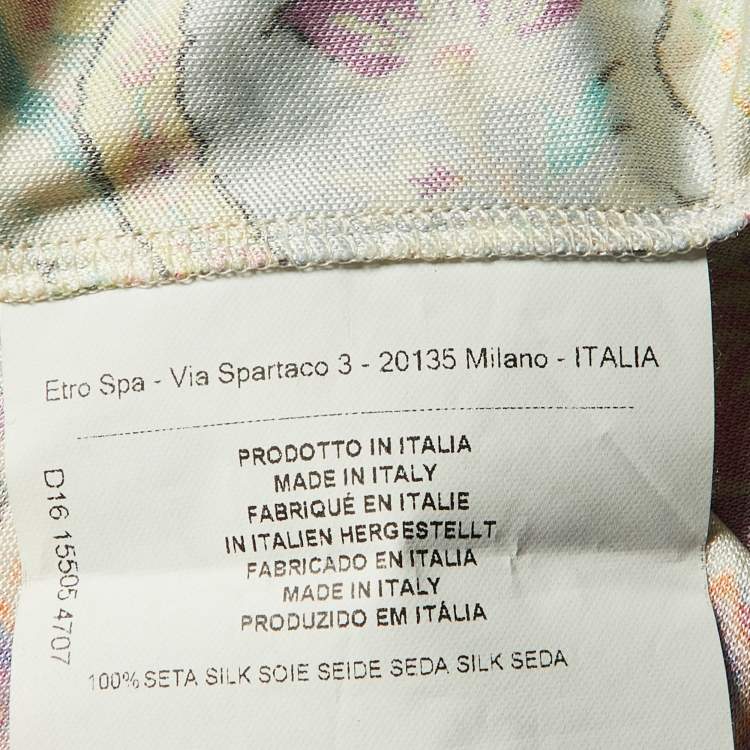 Etro Spa - Via Spartaco 3 - 20135 Milano - ITALIA
PRODOTTO IN ITALIA
MADE IN ITALY
FABRIQUÉ EN ITALIE
IN ITALIEN HERGESTELLT
FABRICADO EN ITALIA
MADE IN ITALY
PRODUZIDO EM ITÁLIA
D16 15505 4707
100% SETA SILK SOIE SEIDE SEDA SILK SEDA